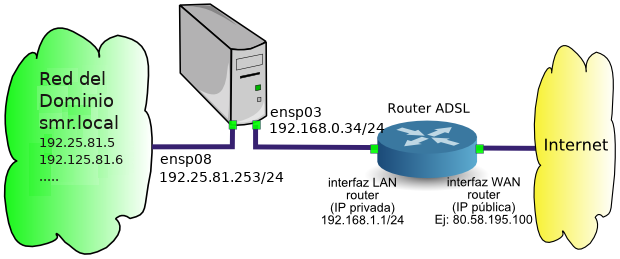 Red del
Dominio
smr.local
192.25.81.5
192.125.81.6
.....
ensp03
192.168.0.34/24
ensp08
192.25.81.253/24
Router ADSL
interfaz LAN
router
(IP privada)
192.168.1.1/24
interfaz WAN
router
(IP pública)
Ej: 80.58.195.100
Internet